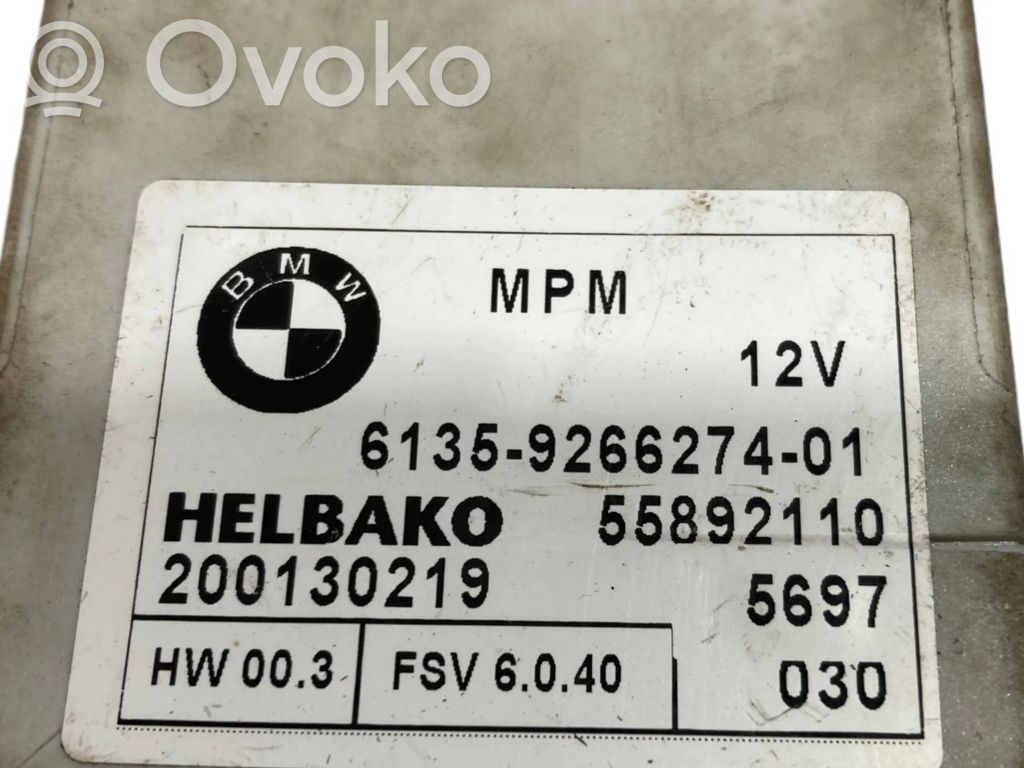 Ovoko
BMW
MPM
12V
6135-9266274-01
HELBAKO 55892110
200130219 5697
HW 00.3 FSV 6.0.40 030